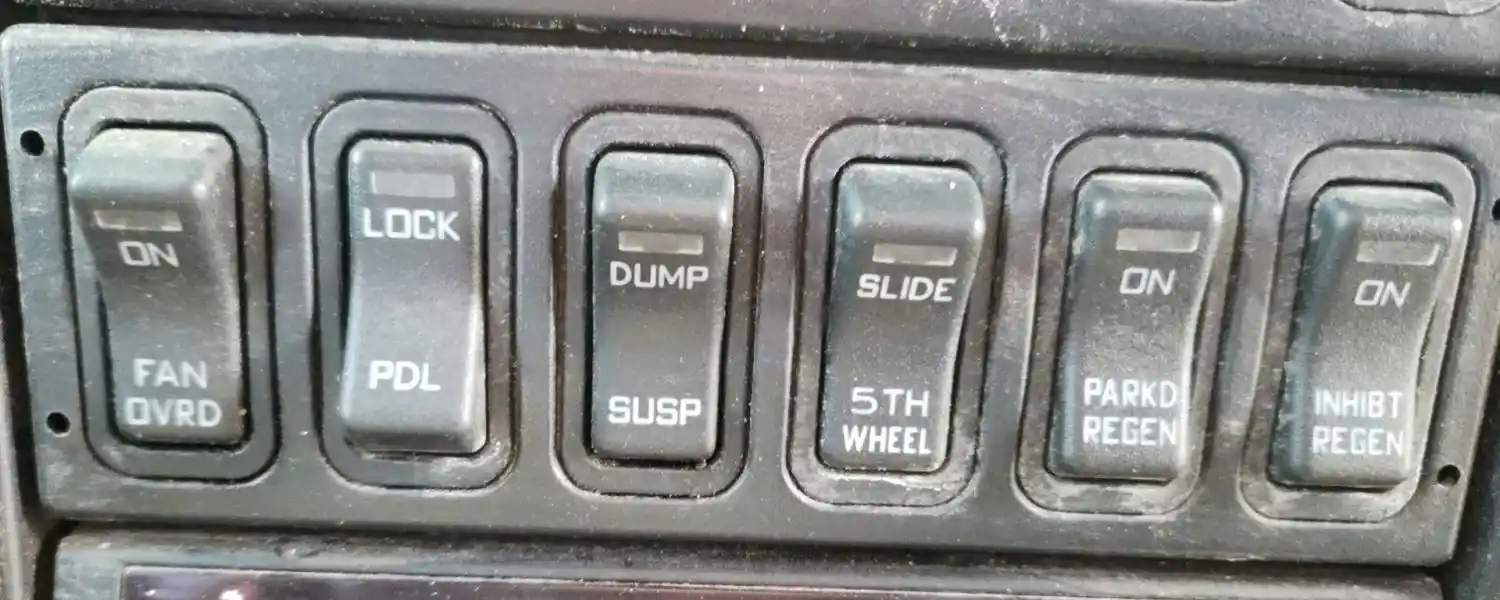 ON
FAN
OVRD
LOCK
PDL
DUMP
SUSP
SLIDE
5TH
WHEEL
ON
PARKD
REGEN
ON
INHIBT
REGEN